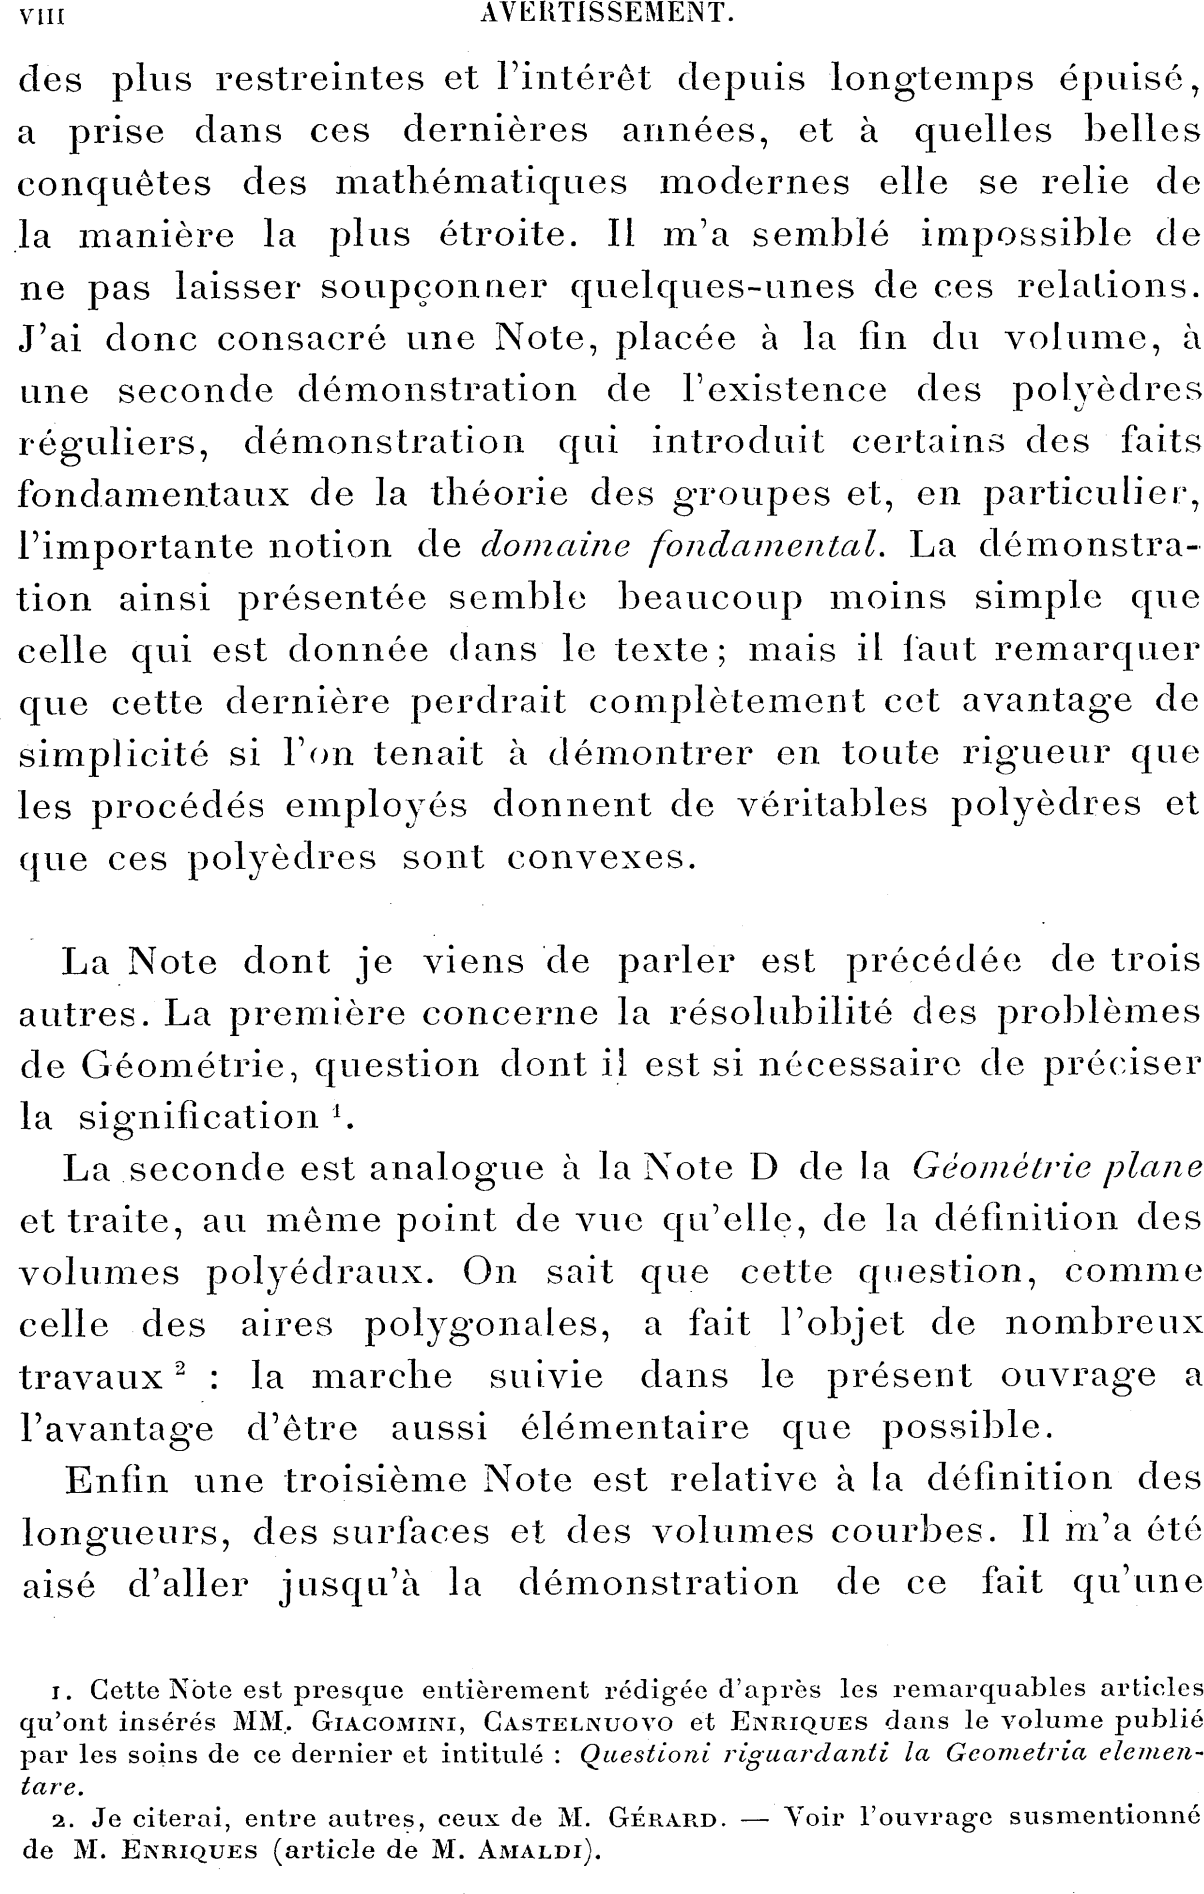 VIII AVERTISSEMENT.
des plus restreintes et l'intérêt depuis longtemps épuisé,
a prise dans ces dernières années, et à quelles belles
conquêtes des mathématiques modernes elle se relie de
la manière la plus étroite. Il m'a semblé impossible de
ne pas laisser soupçonner quelques-unes de ces relations.
J'ai donc consacré une Note, placée à la fin du volume, à
une seconde démonstration de l'existence des polyèdres
réguliers, démonstration qui introduit certains des faits
fondamentaux de la théorie des groupes et, en particulier,
l'importante notion de domaine fondamental. La démonstra-
tion ainsi présentée semble beaucoup moins simple que
celle qui est donnée dans le texte; mais il faut remarquer
que cette dernière perdrait complètement cet avantage de
simplicité si l'on tenait à démontrer en toute rigueur que
les procédés employés donnent de véritables polyèdres et
que ces polyèdres sont convexes.
La Note dont je viens de parler est précédée de trois
autres. La première concerne la résolubilité des problèmes
de Géométrie, question dont il est si nécessaire de préciser
la signification ¹.
La seconde est analogue à la Note D de la Géométrie plane
et traite, au même point de vue qu'elle, de la définition des
volumes polyédraux. On sait que cette question, comme
celle des aires polygonales, a fait l'objet de nombreux
travaux ² : la marche suivie dans le présent ouvrage a
l'avantage d'être aussi élémentaire que possible.
Enfin une troisième Note est relative à la définition des
longueurs, des surfaces et des volumes courbes. Il m'a été
aisé d'aller jusqu'à la démonstration de ce fait qu'une
1. Cette Note est presque entièrement rédigée d'après les remarquables articles
qu'ont insérés MM. GIACOMINI, CASTELNUOVO et ENRIQUES dans le volume publié
par les soins de ce dernier et intitulé : Questioni riguardanti la Geometria elemen-
tare.
2. Je citerai, entre autres, ceux de M. GÉRARD. — Voir l'ouvrage susmentionné
de M. ENRIQUES (article de M. AMALDI).